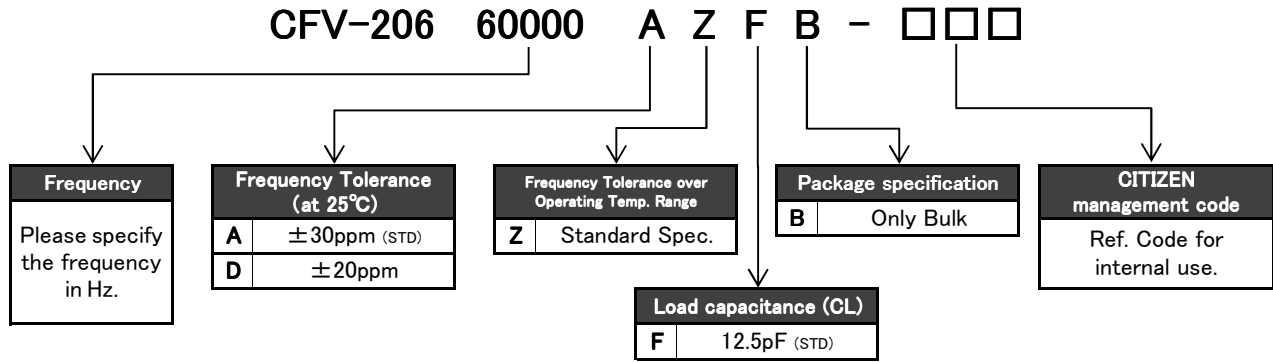 CFV-206 60000 A Z F B - □□□
Frequency
Please specify
the frequency
in Hz.
Frequency Tolerance
(at 25℃)
A ±30ppm (STD)
D ±20ppm
Frequency Tolerance over
Operating Temp. Range
Z Standard Spec.
Load capacitance (CL)
F 12.5pF (STD)
Package specification
B Only Bulk
CITIZEN
management code
Ref. Code for
internal use.